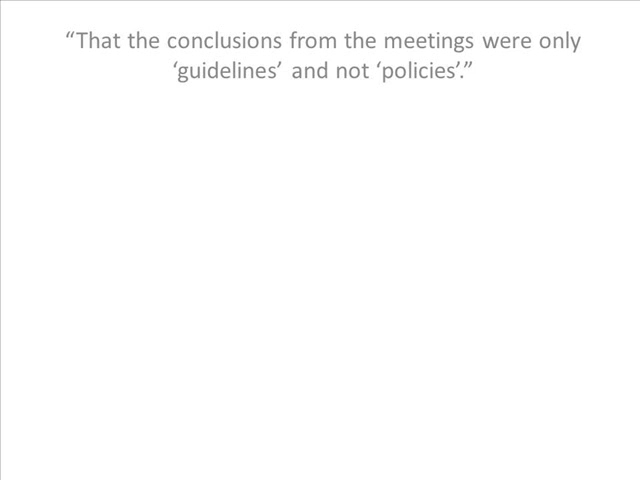 “That the conclusions from the meetings were only
‘guidelines’ and not ‘policies’.”